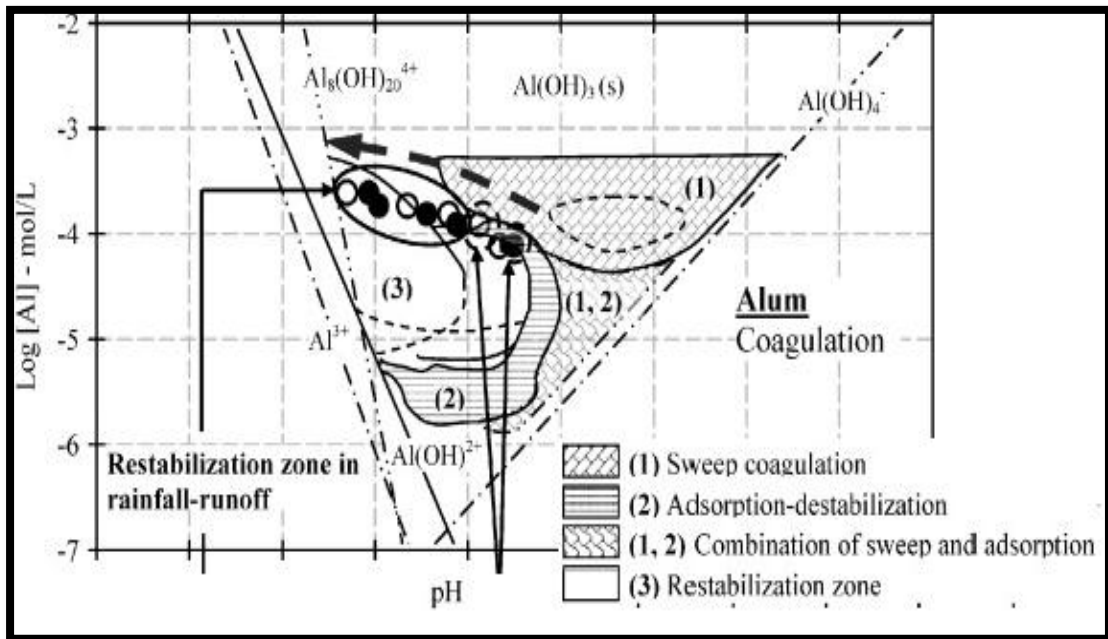 -2
Al₈(OH)₂₀⁴⁺
Al(OH)₃ (s)
Al(OH)₄⁻
-3
(1)
-4
(3)
(1, 2)
Alum
Coagulation
Log [Al] - mol/L
Al³⁺
-5
(2)
-6
Al(OH)²⁺
Restabilization zone in
rainfall-runoff
(1) Sweep coagulation
(2) Adsorption-destabilization
(1, 2) Combination of sweep and adsorption
(3) Restabilization zone
-7
pH